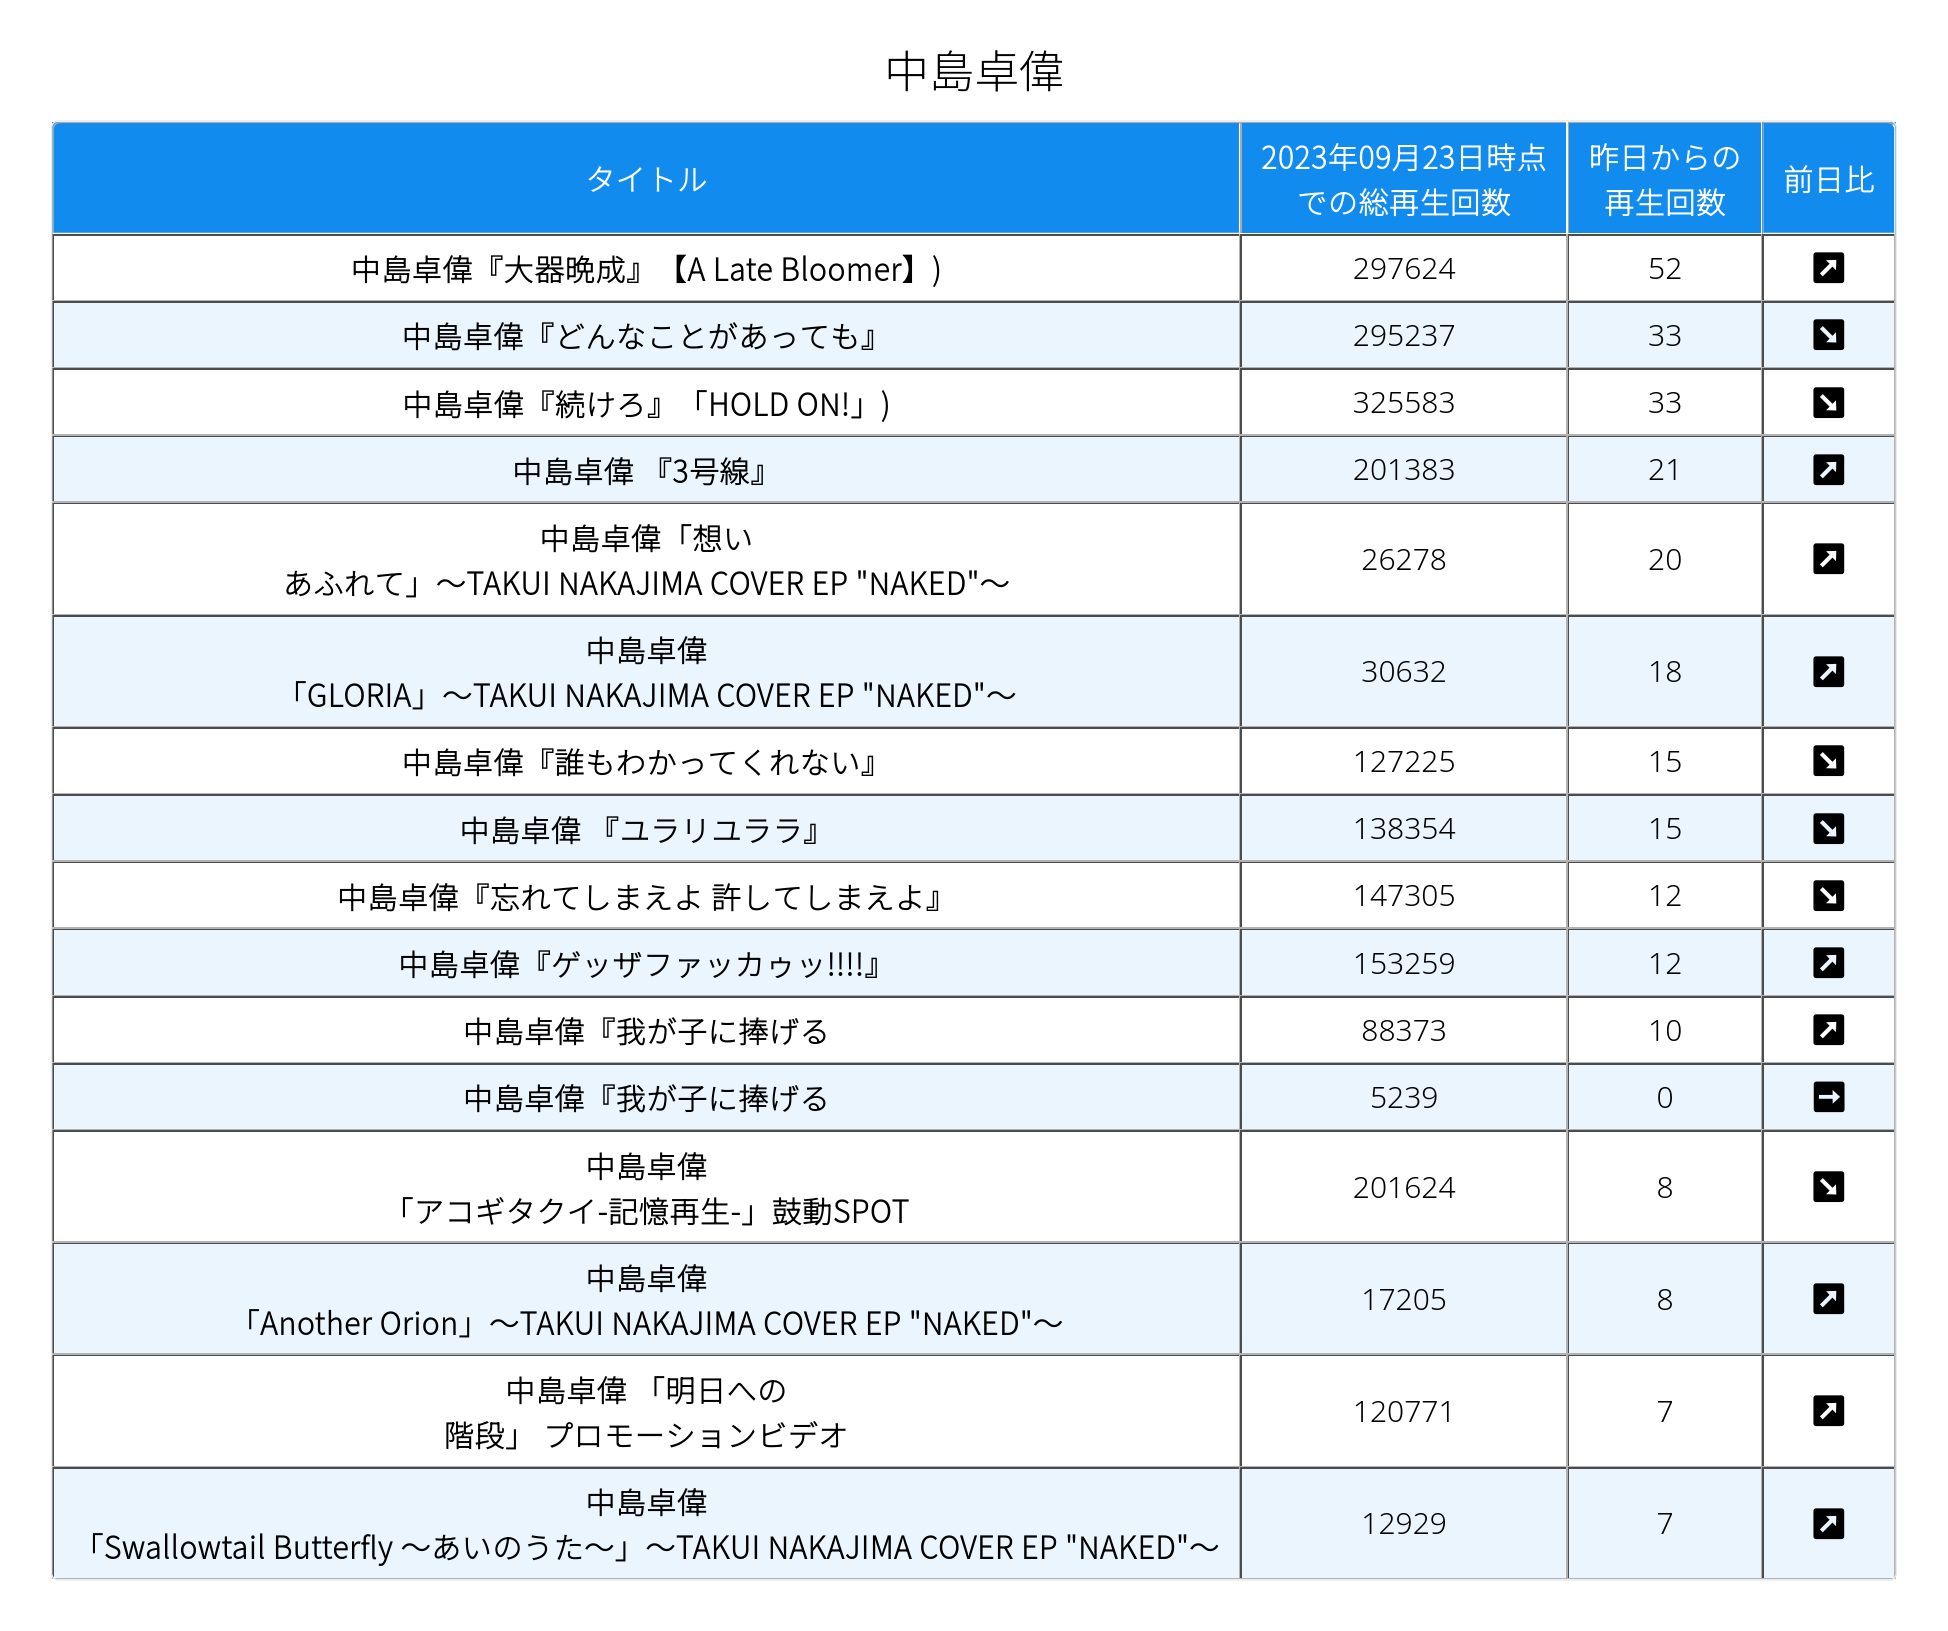 中島卓偉
タイトル
2023年09月23日時点
での総再生回数
昨日からの
再生回数
前日比
中島卓偉『大器晩成』【A Late Bloomer】)
297624
52
中島卓偉『どんなことがあっても』
295237
33
中島卓偉『続けろ』「HOLD ON!」)
325583
33
中島卓偉 『3号線』
201383
21
中島卓偉「想い
あふれて」～TAKUI NAKAJIMA COVER EP "NAKED"～
26278
20
中島卓偉
「GLORIA」～TAKUI NAKAJIMA COVER EP "NAKED"～
30632
18
中島卓偉『誰もわかってくれない』
127225
15
中島卓偉 『ユラリユララ』
138354
15
中島卓偉『忘れてしまえよ 許してしまえよ』
147305
12
中島卓偉『ゲッザファッカゥッ!!!!』
153259
12
中島卓偉『我が子に捧げる
88373
10
中島卓偉『我が子に捧げる
5239
0
中島卓偉
「アコギタクイ-記憶再生-」鼓動SPOT
201624
8
中島卓偉
「Another Orion」～TAKUI NAKAJIMA COVER EP "NAKED"～
17205
8
中島卓偉 「明日への
階段」 プロモーションビデオ
120771
7
中島卓偉
「Swallowtail Butterfly ～あいのうた～」～TAKUI NAKAJIMA COVER EP "NAKED"～
12929
7